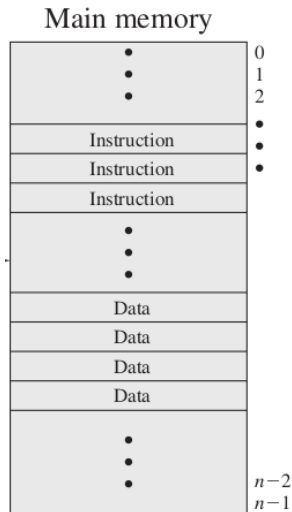 Main memory
0
1
2
Instruction
Instruction
Instruction
Data
Data
Data
Data
n−2
n−1